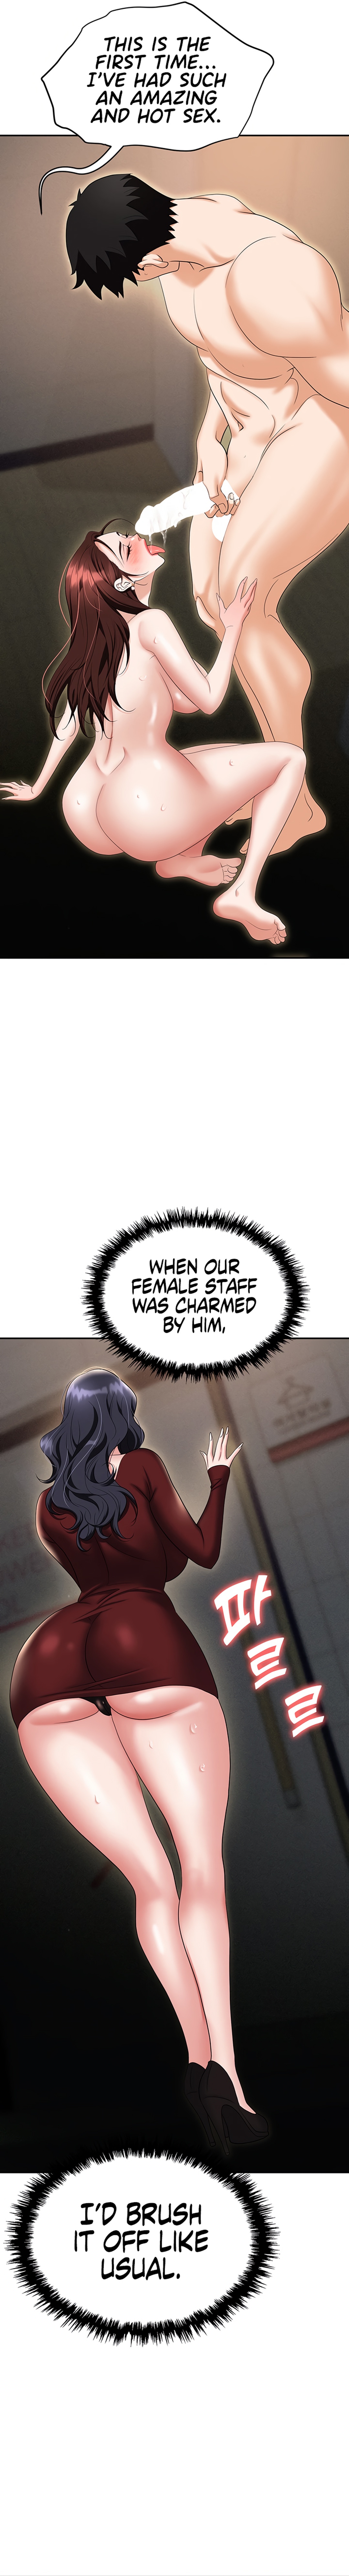 THIS IS THE
FIRST TIME...
I'VE HAD SUCH
AN AMAZING
AND HOT SEX.
WHEN OUR
FEMALE STAFF
WAS CHARMED
BY HIM,
파
르
르
I'D BRUSH
IT OFF LIKE
USUAL.